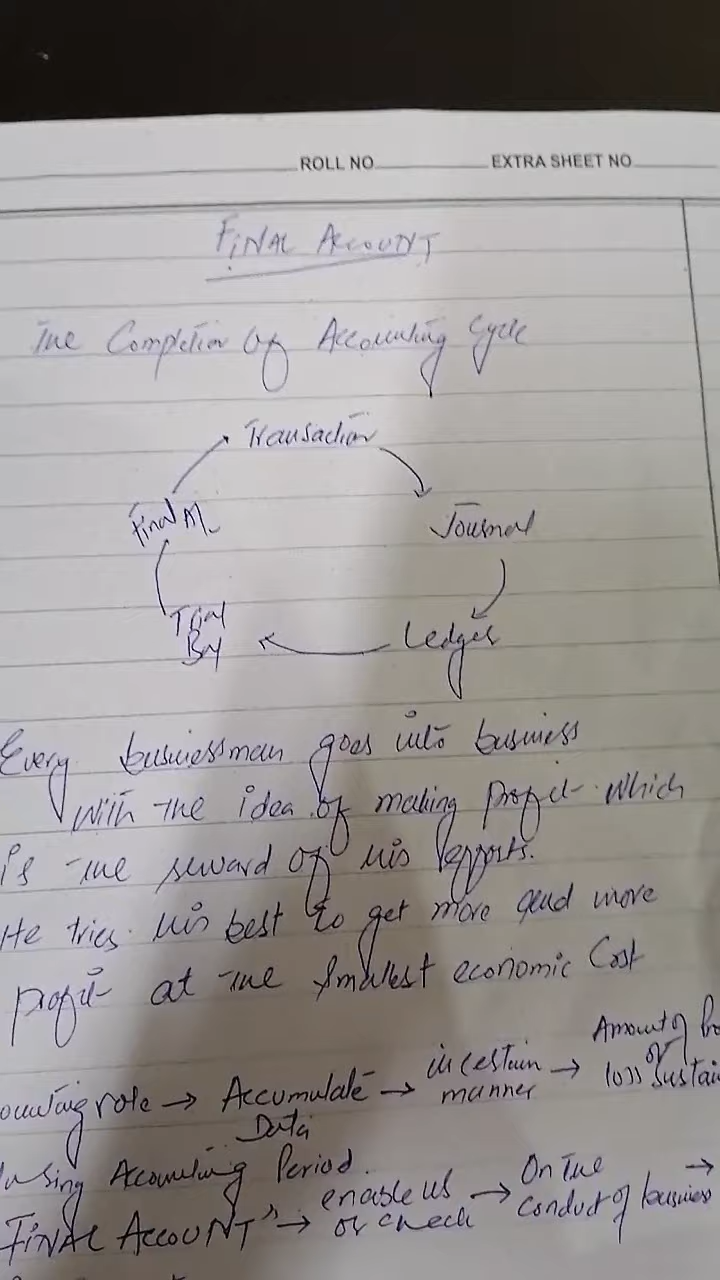 ROLL NO EXTRA SHEET NO
FINAL ACCOUNT
The Completion of Accounting Cycle
Transaction
Final A/c
Journal
Trial
Bal
Ledger
Every businessman goes into business
with the idea of making profit which
is the reward of his efforts.
He tries his best to get more and more
profit at the smallest economic Cost
Amount of
ounting role → Accumulate → in certain → or
Data manner loss sustai
Accounting Period.
FINAL ACCOUNT" → enable us → On the →
or check conduct of business